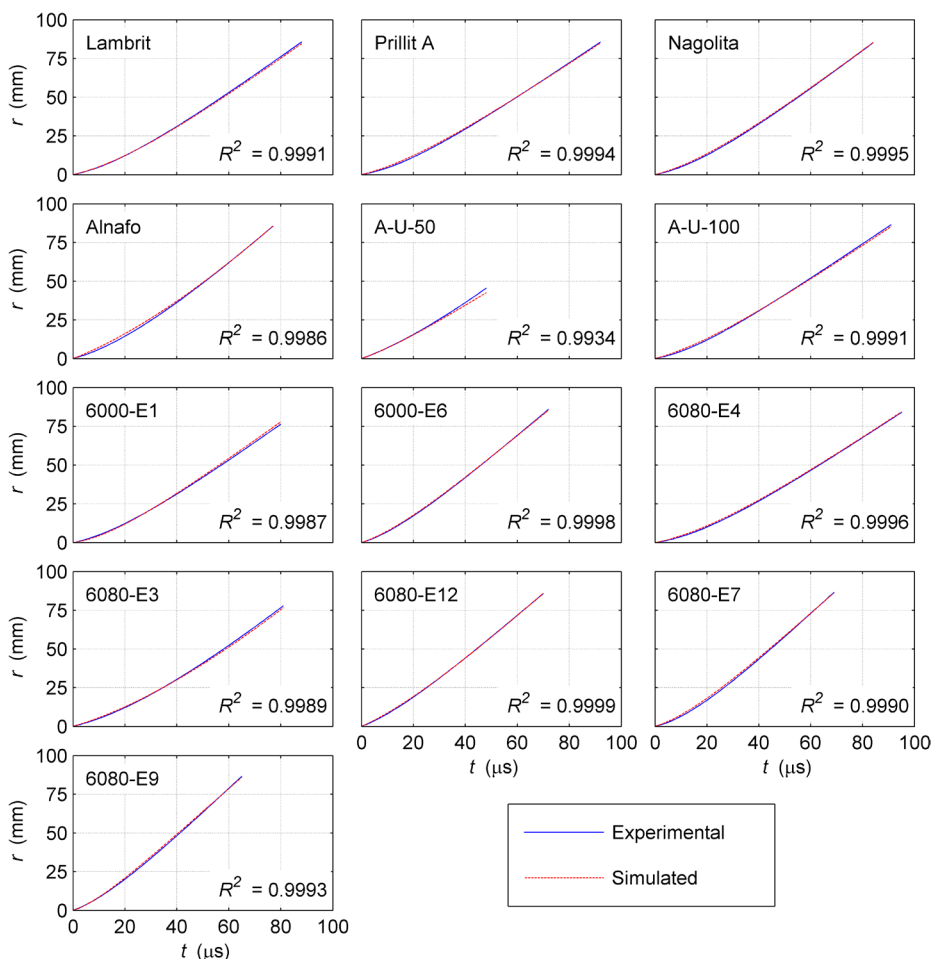 100
75
50
25
0
r (mm)
Lambrit
R² = 0.9991
Prillit A
R² = 0.9994
Nagolita
R² = 0.9995
100
75
50
25
0
r (mm)
Alnafo
R² = 0.9986
A-U-50
R² = 0.9934
A-U-100
R² = 0.9991
100
75
50
25
0
r (mm)
6000-E1
R² = 0.9987
6000-E6
R² = 0.9998
6080-E4
R² = 0.9996
100
75
50
25
0
r (mm)
6080-E3
R² = 0.9989
6080-E12
R² = 0.9999
6080-E7
R² = 0.9990
0 20 40 60 80 100
t (μs)
0 20 40 60 80 100
t (μs)
100
75
50
25
0
r (mm)
6080-E9
R² = 0.9993
0 20 40 60 80 100
t (μs)
Experimental
Simulated